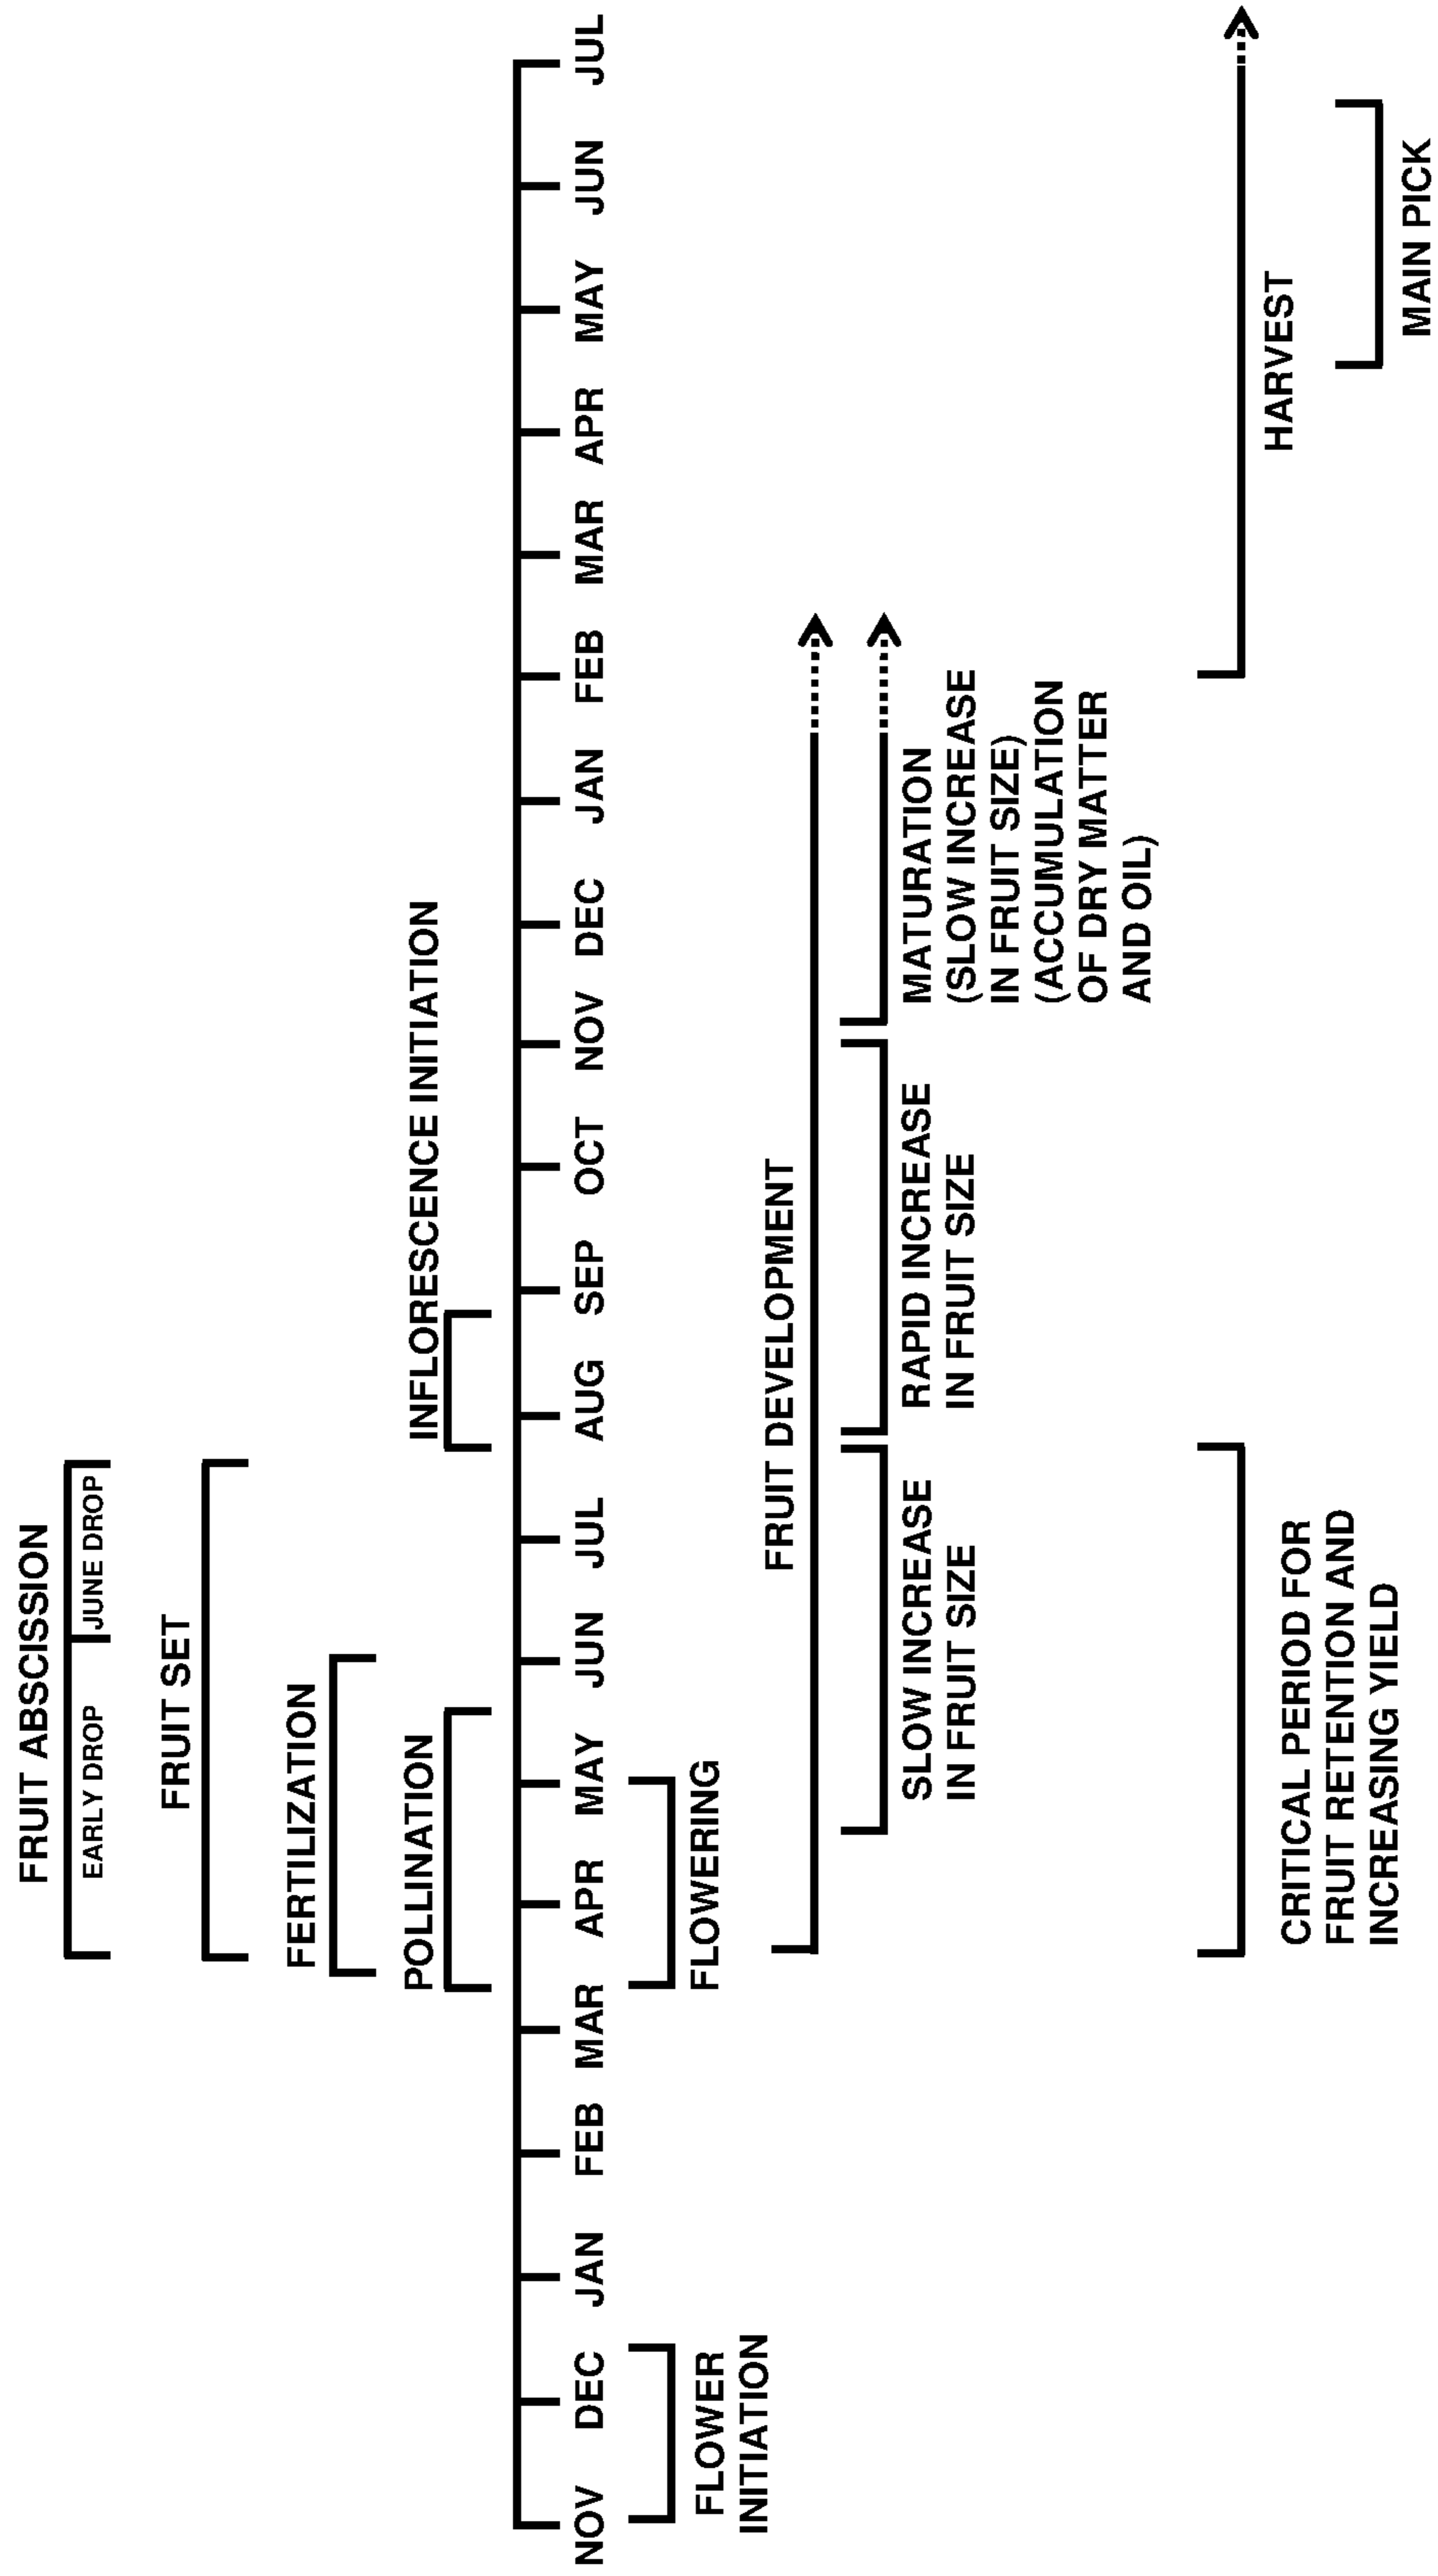 FRUIT ABSCISSION
EARLY DROP
JUNE DROP
FRUIT SET
FERTILIZATION
POLLINATION
INFLORESCENCE INITIATION
NOV DEC JAN FEB MAR APR MAY JUN JUL AUG SEP OCT NOV DEC JAN FEB MAR APR MAY JUN JUL
FLOWER
INITIATION
FLOWERING
FRUIT DEVELOPMENT
SLOW INCREASE
IN FRUIT SIZE
RAPID INCREASE
IN FRUIT SIZE
MATURATION
(SLOW INCREASE
IN FRUIT SIZE)
(ACCUMULATION
OF DRY MATTER
AND OIL)
CRITICAL PERIOD FOR
FRUIT RETENTION AND
INCREASING YIELD
HARVEST
MAIN PICK